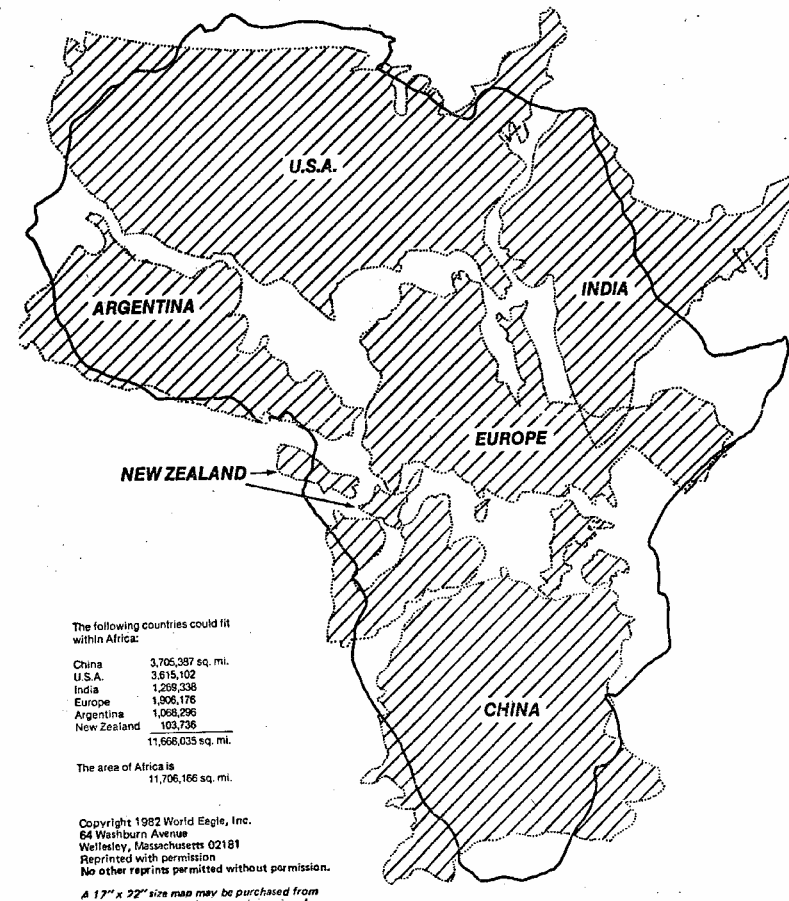 U.S.A.
ARGENTINA
INDIA
EUROPE
NEW ZEALAND
CHINA
The following countries could fit
within Africa:
China 3,705,387 sq. mi.
U.S.A. 3,615,102
India 1,269,338
Europe 1,906,176
Argentina 1,068,296
New Zealand 103,736
11,668,035 sq. mi.
The area of Africa is
11,706,166 sq. mi.
Copyright 1982 World Eagle, Inc.
64 Washburn Avenue
Wellesley, Massachusetts 02181
Reprinted with permission
No other reprints permitted without permission.
A 17" x 22" size map may be purchased from